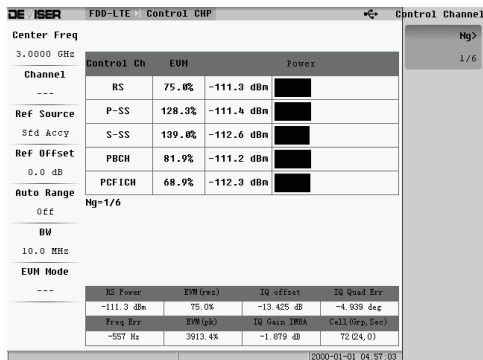 DEVISER FDD-LTE Control CHP Control Channel
Center Freq
3.0000 GHz
Channel
---
Ref Source
Sfd Accy
Ref Offset
0.0 dB
Auto Range
Off
BW
10.0 MHz
EVM Mode
---
Control Ch EVM Power
RS 75.0% -111.3 dBm
P-SS 128.3% -111.4 dBm
S-SS 139.0% -112.6 dBm
PBCH 81.9% -111.2 dBm
PCFICH 68.9% -112.3 dBm
Ng=1/6
RS Power EVM(rms) IQ offset IQ Quad Err
-111.3 dBm 75.0% -13.425 dB -4.939 deg
Freq Err EVM(pk) IQ Gain IMBA Cell(Grp,Sec)
-557 Hz 3913.4% -1.879 dB 72(24,0)
Ng>
1/6
2000-01-01 04:57:03